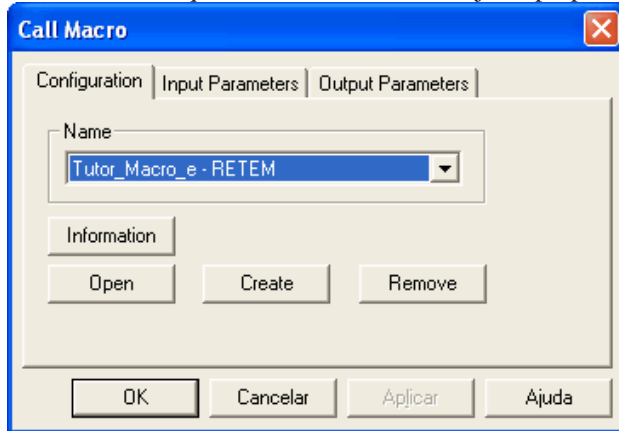 Call Macro
Configuration Input Parameters Output Parameters
Name
Tutor_Macro_e - RETEM
Information
Open Create Remove
OK Cancelar Aplicar Ajuda